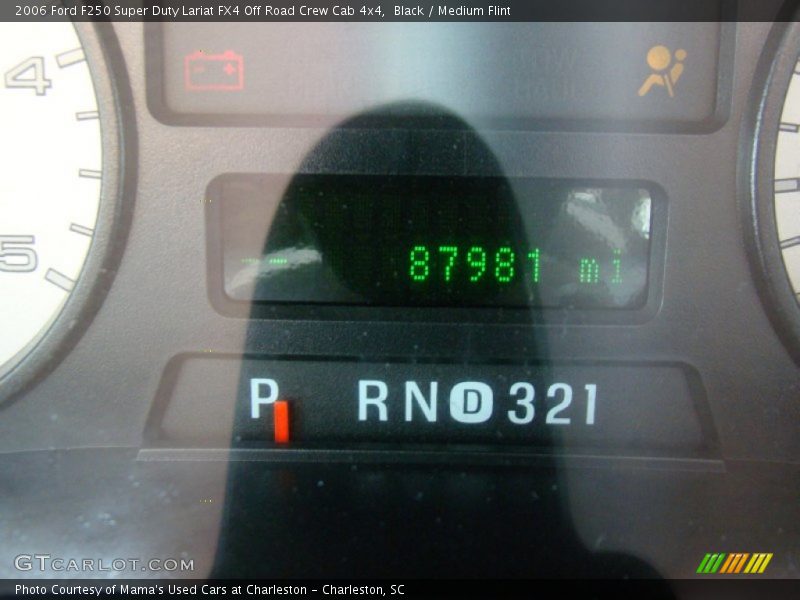 2006 Ford F250 Super Duty Lariat FX4 Off Road Crew Cab 4x4, Black / Medium Flint
4
5
-- 87981 mi
P R N D 3 2 1
GTCARLOT.COM
Photo Courtesy of Mama's Used Cars at Charleston - Charleston, SC